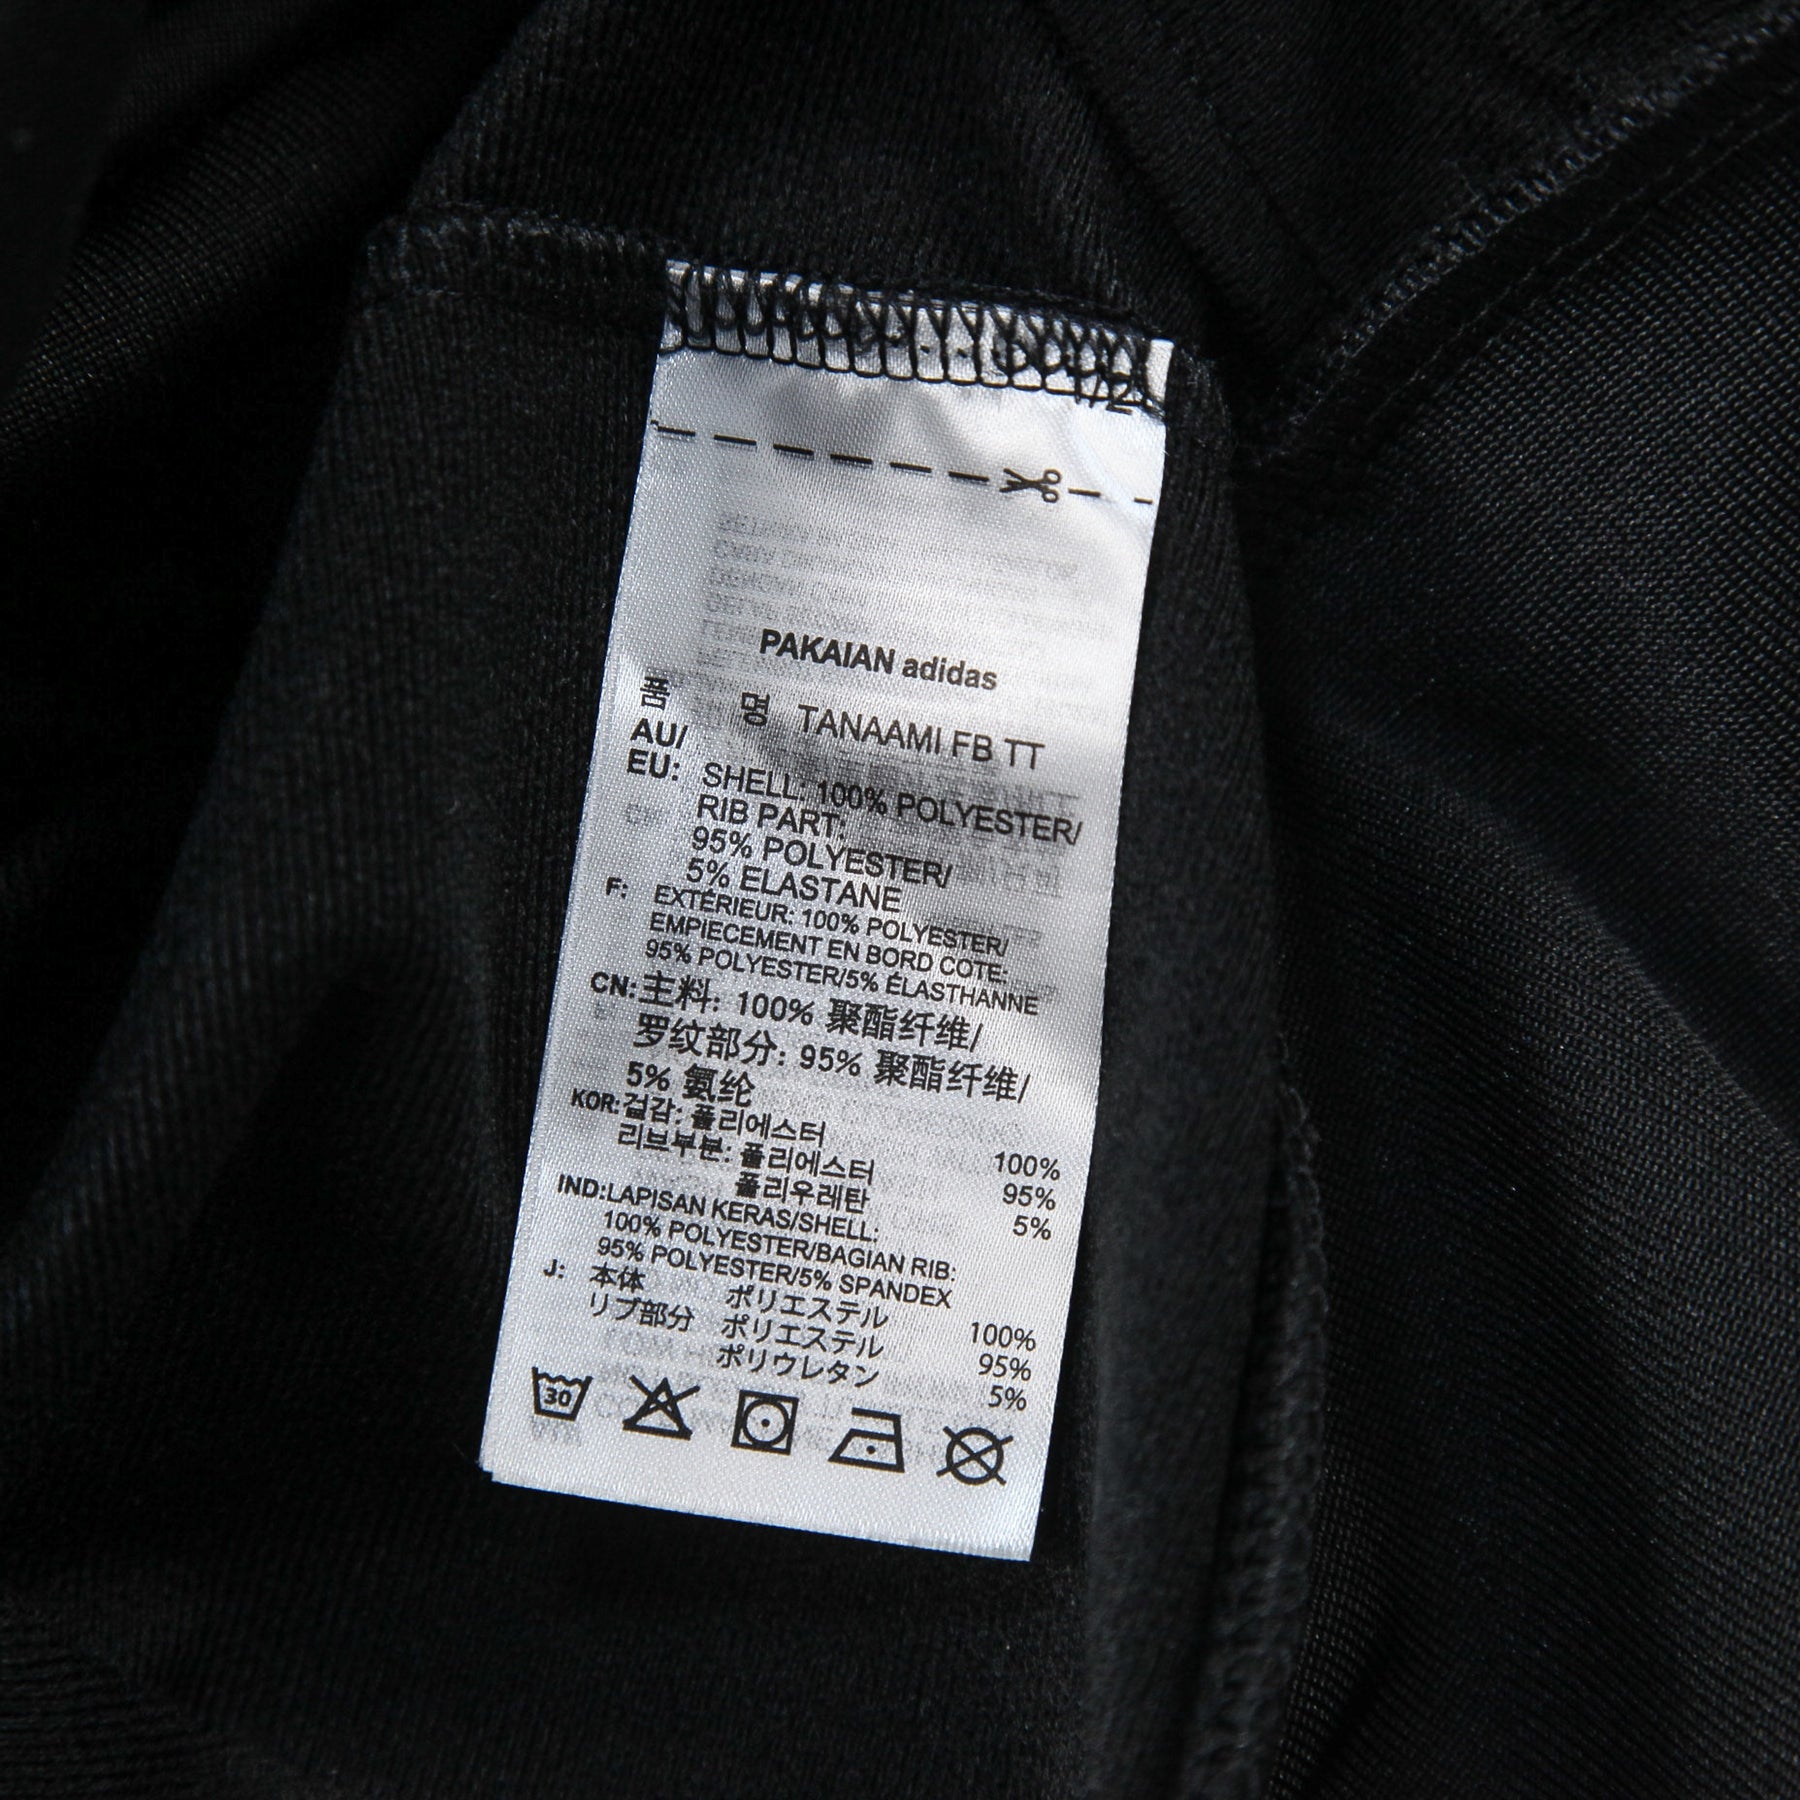 PAKAIAN adidas
품 명 TANAAMI FB TT
AU/
EU: SHELL: 100% POLYESTER/
RIB PART:
95% POLYESTER/
5% ELASTANE
F: EXTÉRIEUR: 100% POLYESTER/
EMPIECEMENT EN BORD COTE:
95% POLYESTER/5% ÉLASTHANNE
CN: 主料: 100% 聚酯纤维/
罗纹部分: 95% 聚酯纤维/
5% 氨纶
KOR: 겉감: 폴리에스터 100%
리브부분: 폴리에스터 95%
폴리우레탄 5%
IND: LAPISAN KERAS/SHELL:
100% POLYESTER/BAGIAN RIB:
95% POLYESTER/5% SPANDEX
J: 本体 ポリエステル 100%
リブ部分 ポリエステル 95%
ポリウレタン 5%
30